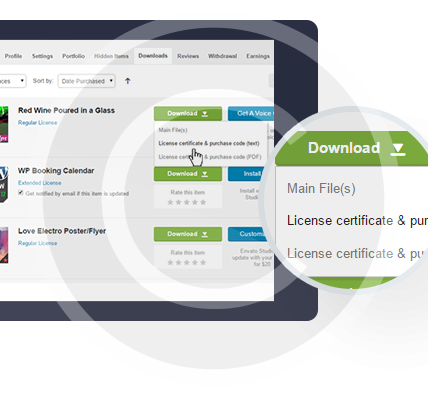 Profile Settings Portfolio Hidden Items Downloads Reviews Withdrawal Earnings
Sort by: Date Purchased
Red Wine Poured in a Glass
Regular License
Download
Get A Voice
Main File(s)
License certificate & purchase code (text)
License certificate & purchase code (PDF)
WP Booking Calendar
Extended License
Get notified by email if this item is updated
Download
Install
Rate this item
Install a
Studi
Love Electro Poster/Flyer
Regular License
Download
Custom
Rate this item
Envato Studi
update with your
for $20
Download
Main File(s)
License certificate & pur
License certificate & pu